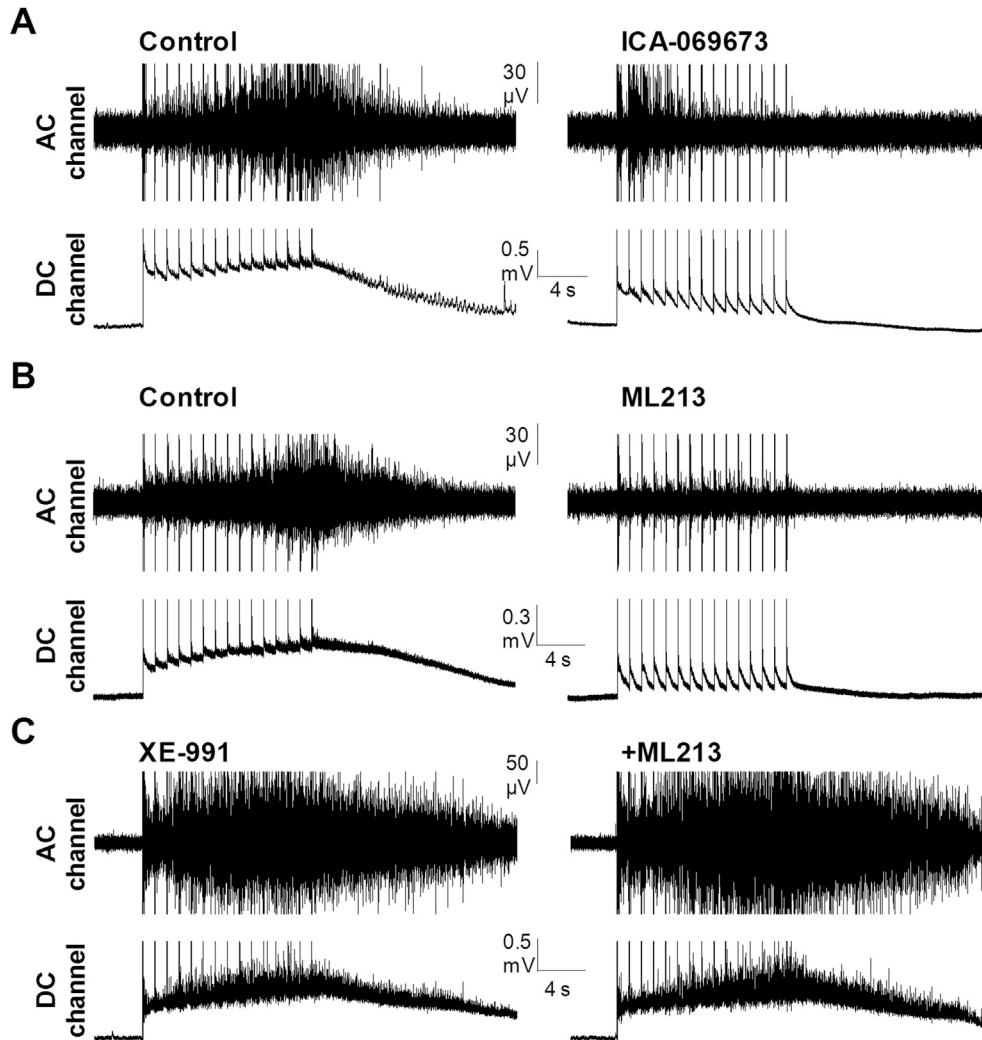 A
Control
ICA-069673
AC
channel
30
µV
DC
channel
0.5
mV
4 s
B
Control
ML213
AC
channel
30
µV
DC
channel
0.3
mV
4 s
C
XE-991
+ML213
AC
channel
50
µV
DC
channel
0.5
mV
4 s